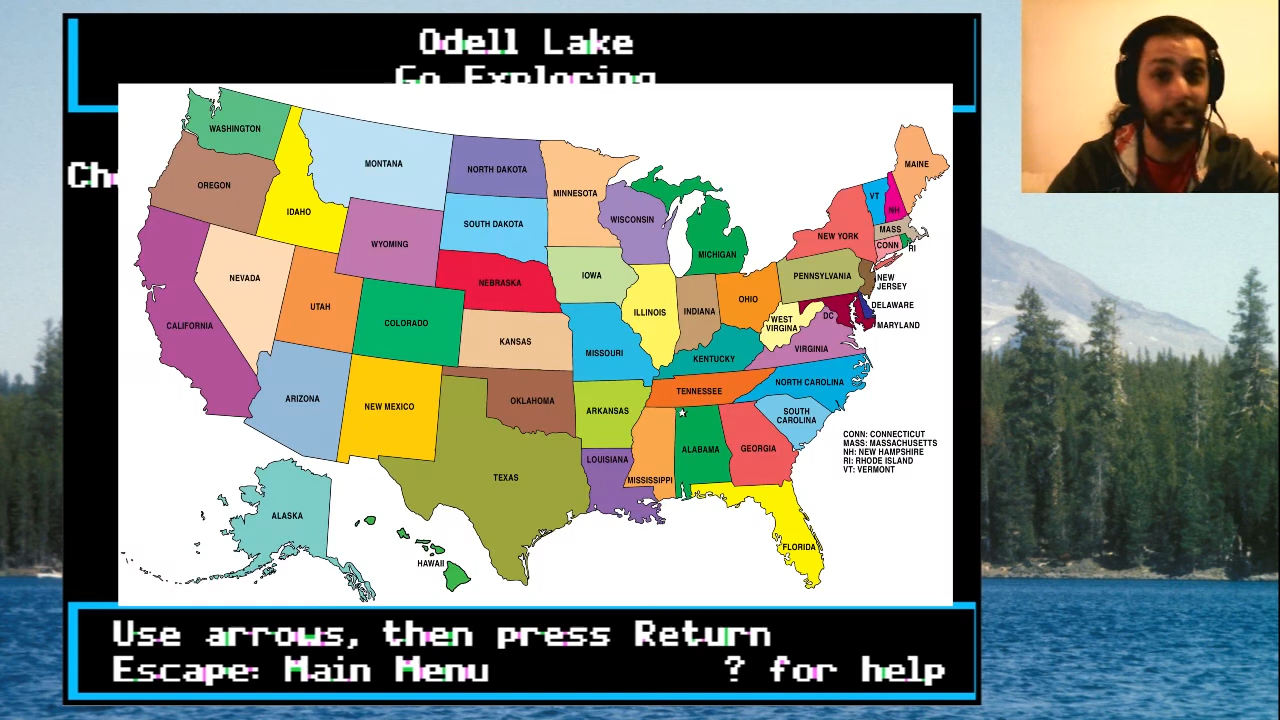 Odell Lake
Go Exploring
Ch
WASHINGTON
MONTANA
NORTH DAKOTA
MINNESOTA
MAINE
OREGON
IDAHO
SOUTH DAKOTA
WISCONSIN
MICHIGAN
VT
NH
NEW YORK
MASS
CONN
RI
WYOMING
NEVADA
UTAH
COLORADO
NEBRASKA
IOWA
ILLINOIS
INDIANA
OHIO
PENNSYLVANIA
NEW
JERSEY
DELAWARE
MARYLAND
DC
WEST
VIRGINA
VIRGINIA
CALIFORNIA
KANSAS
MISSOURI
KENTUCKY
ARIZONA
NEW MEXICO
OKLAHOMA
ARKANSAS
TENNESSEE
NORTH CAROLINA
SOUTH
CAROLINA
TEXAS
LOUISIANA
MISSISSIPPI
ALABAMA
GEORGIA
FLORIDA
CONN: CONNECTICUT
MASS: MASSACHUSETTS
NH: NEW HAMPSHIRE
RI: RHODE ISLAND
VT: VERMONT
ALASKA
HAWAII
Use arrows, then press Return
Escape: Main Menu ? for help